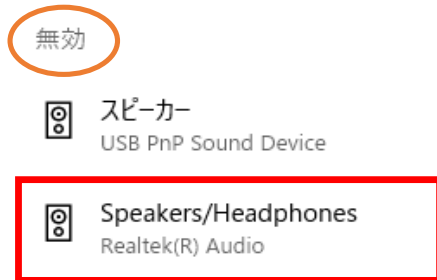 無効
スピーカー
USB PnP Sound Device
Speakers/Headphones
Realtek(R) Audio